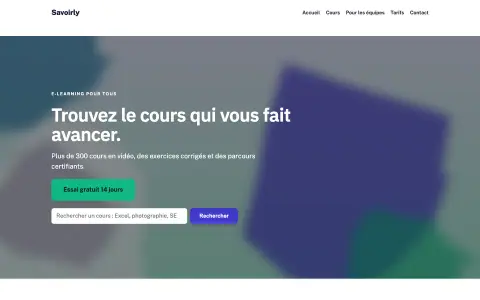 Savoirly
Accueil Cours Pour les équipes Tarifs Contact
E-LEARNING POUR TOUS
Trouvez le cours qui vous fait
avancer.
Plus de 300 cours en vidéo, des exercices corrigés et des parcours
certifiants.
Essai gratuit 14 jours
Rechercher un cours : Excel, photographie, SE
Rechercher